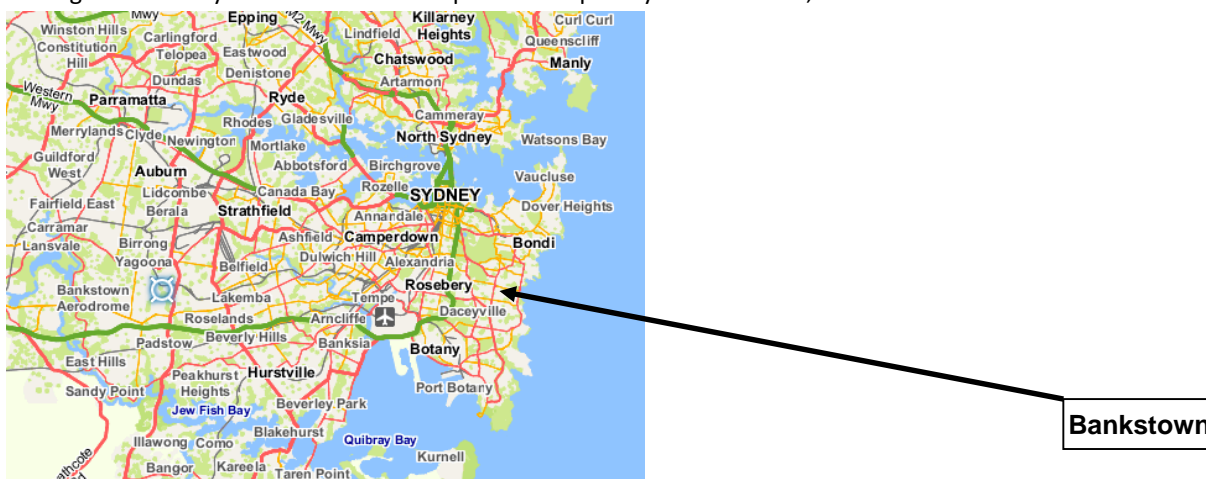 Mwy
Epping
M2 Mwy
Killarney
Heights
Curl Curl
Winston Hills
Carlingford
Lindfield
Queenscliff
Constitution
Hill
Telopea
Eastwood
Chatswood
Manly
Denistone
Dundas
Artarmon
Western
Mwy
Parramatta
Ryde
Rhodes
Gladesville
Cammeray
Merrylands
Clyde
Newington
Mortlake
North Sydney
Watsons Bay
Guildford
West
Auburn
Abbotsford
Birchgrove
Vaucluse
Lidcombe
Canada Bay
Rozelle
SYDNEY
Fairfield East
Berala
Strathfield
Annandale
Dover Heights
Carramar
Lansvale
Birrong
Ashfield
Camperdown
Bondi
Yagoona
Belfield
Dulwich Hill
Alexandria
Bankstown
Aerodrome
Lakemba
Tempe
Rosebery
Roselands
Arncliffe
Daceyville
Padstow
Beverly Hills
Banksia
Botany
East Hills
Peakhurst
Heights
Hurstville
Port Botany
Sandy Point
Jew Fish Bay
Beverley Park
Bankstown
Illawong
Como
Blakehurst
Quibray Bay
Kurnell
Bangor
Kareela
Taren Point